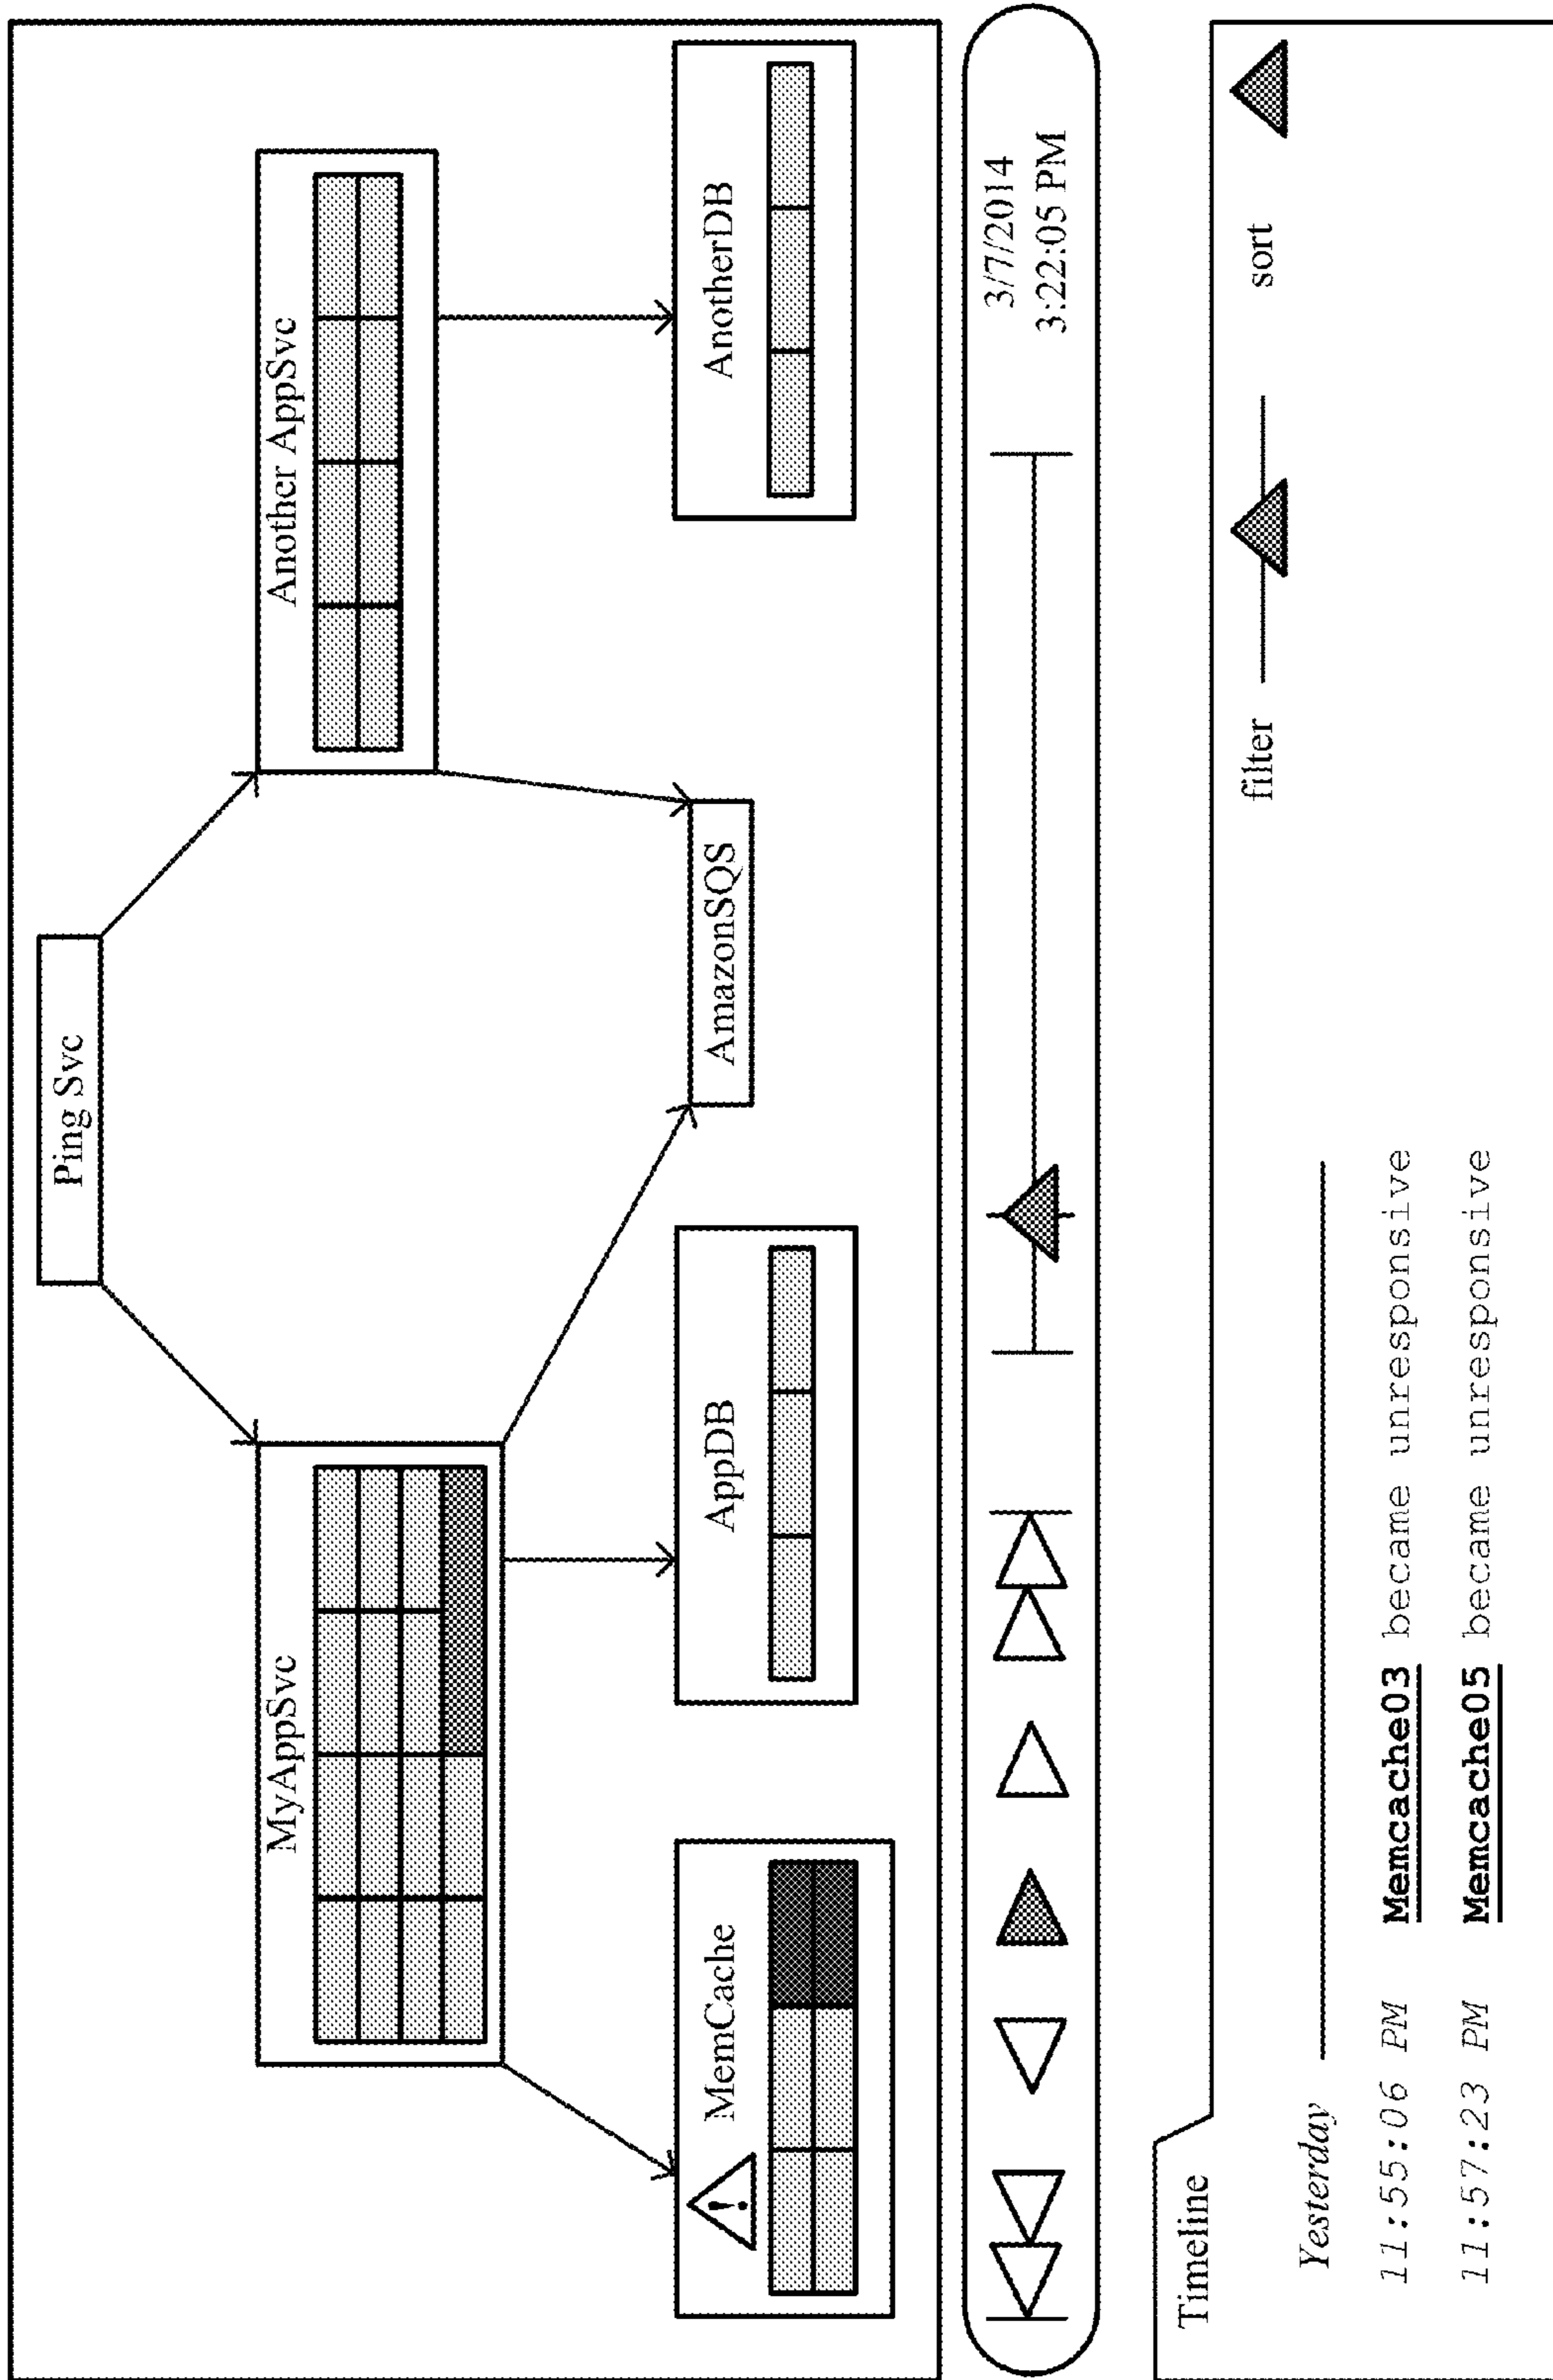 Ping Svc
MyAppSvc
Another AppSvc
MemCache
AppDB
AmazonSQS
AnotherDB
3/7/2014
3:22:05 PM
Timeline
filter
sort
Yesterday
11:55:06 PM Memcache03 became unresponsive
11:57:23 PM Memcache05 became unresponsive